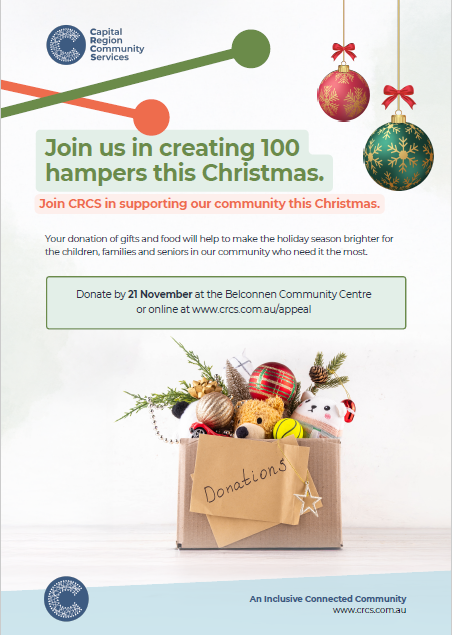 Capital
Region
Community
Services
Join us in creating 100
hampers this Christmas.
Join CRCS in supporting our community this Christmas.
Your donation of gifts and food will help to make the holiday season brighter for
the children, families and seniors in our community who need it the most.
Donate by 21 November at the Belconnen Community Centre
or online at www.crcs.com.au/appeal
Donations
An Inclusive Connected Community
www.crcs.com.au